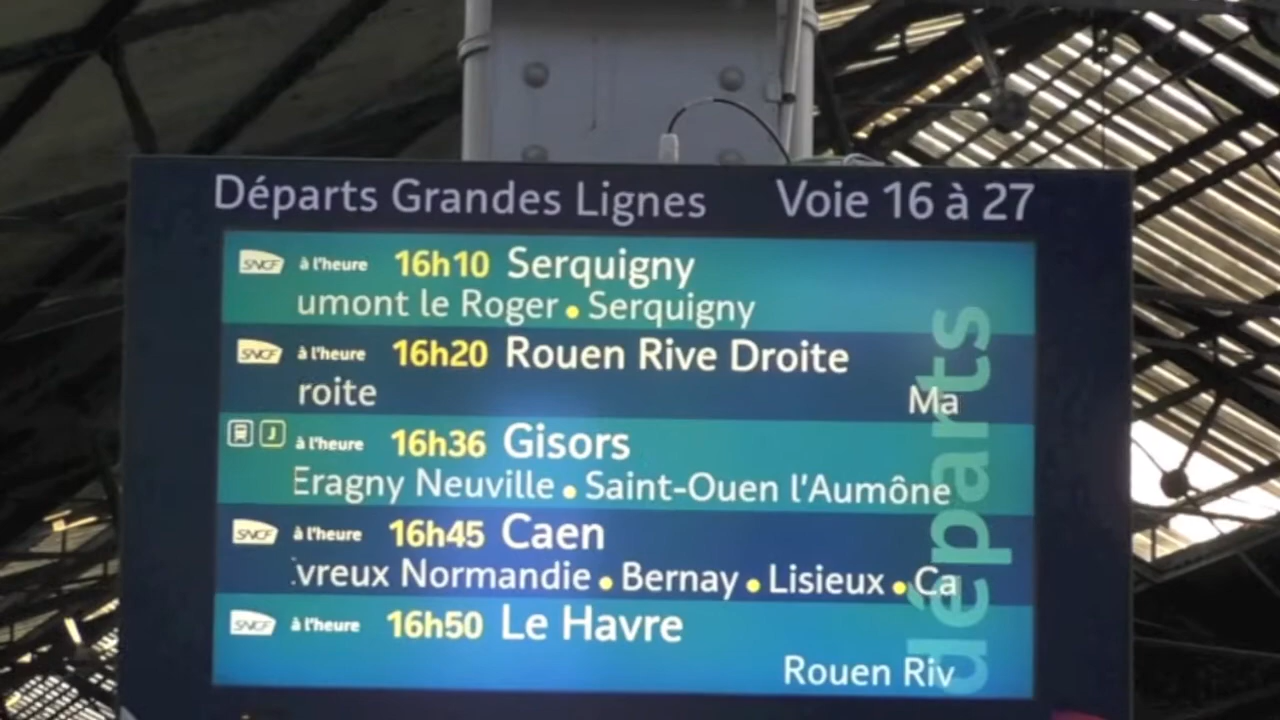 Départs Grandes Lignes Voie 16 à 27
SNCF à l'heure 16h10 Serquigny
umont le Roger • Serquigny
SNCF à l'heure 16h20 Rouen Rive Droite
roite Ma
J à l'heure 16h36 Gisors
Eragny Neuville • Saint-Ouen l'Aumône
SNCF à l'heure 16h45 Caen
vreux Normandie • Bernay • Lisieux • Ca
SNCF à l'heure 16h50 Le Havre
Rouen Riv
départs